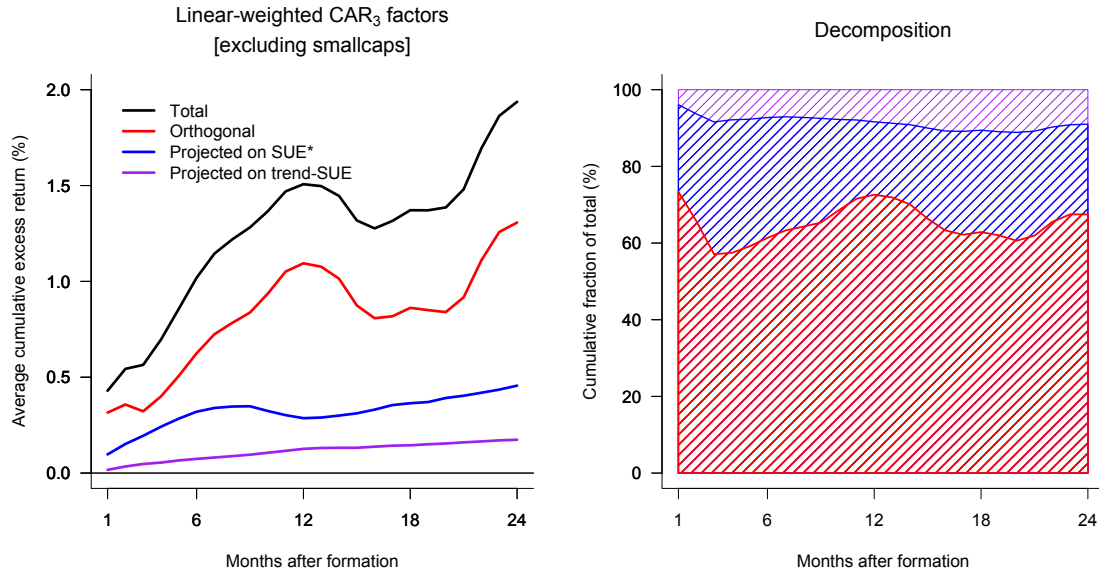 Linear-weighted CAR₃ factors
[excluding smallcaps]
Average cumulative excess return (%)
2.0
1.5
1.0
0.5
0.0
Total
Orthogonal
Projected on SUE*
Projected on trend-SUE
1 6 12 18 24
Months after formation
Decomposition
Cumulative fraction of total (%)
100
80
60
40
20
0
1 6 12 18 24
Months after formation